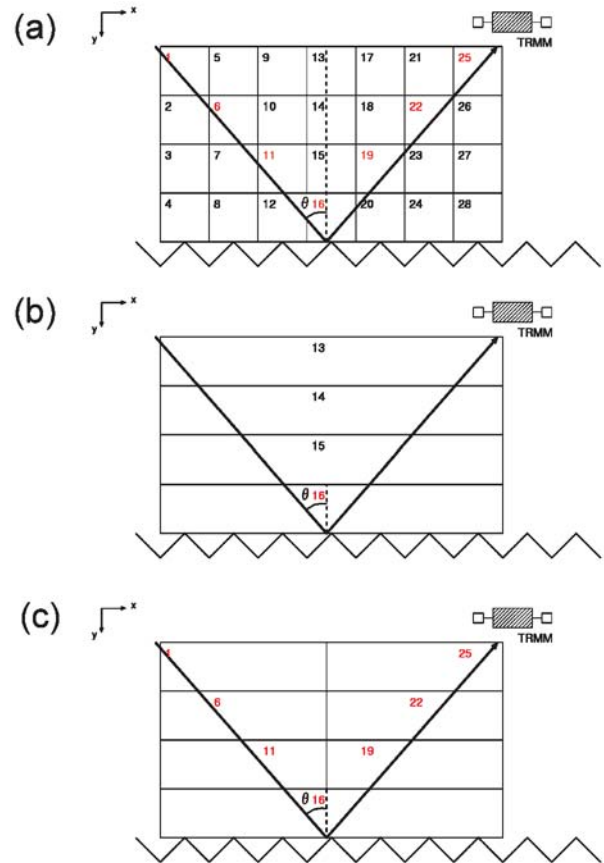 (a)
x
y
TRMM
1 5 9 13 17 21 25
2 6 10 14 18 22 26
3 7 11 15 19 23 27
4 8 12 θ 16 20 24 28
(b)
x
y
TRMM
13
14
15
θ 16
(c)
x
y
TRMM
1 25
6 22
11 19
θ 16